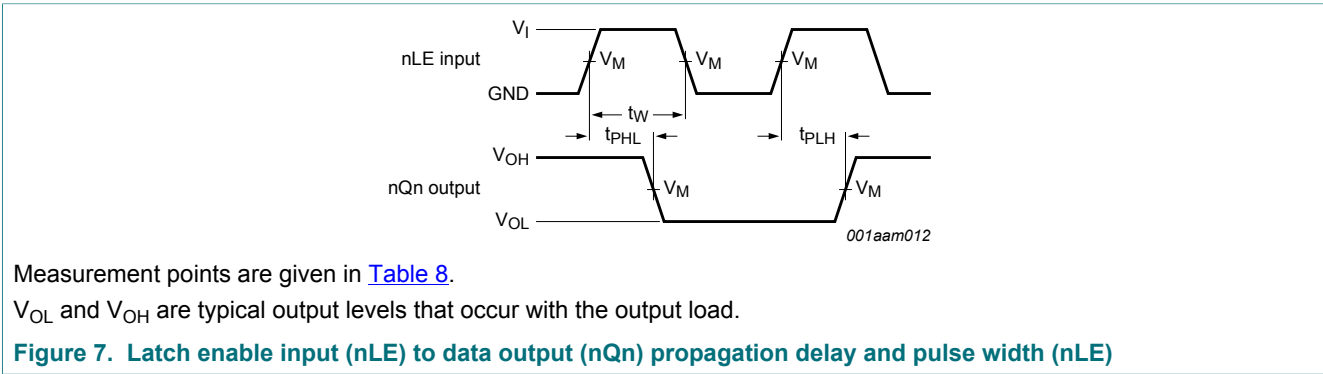 V_I
nLE input
V_M V_M V_M
GND
t_W
t_PHL t_PLH
V_OH
nQn output
V_M V_M
V_OL
001aam012
Measurement points are given in Table 8.
V_OL and V_OH are typical output levels that occur with the output load.
Figure 7. Latch enable input (nLE) to data output (nQn) propagation delay and pulse width (nLE)